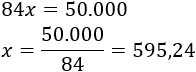 84x = 50.000
x = 50.000/84 = 595,24